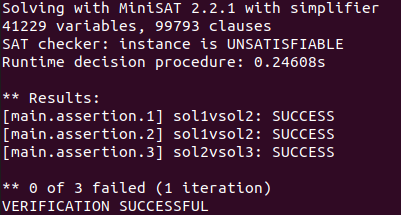 Solving with MiniSAT 2.2.1 with simplifier
41229 variables, 99793 clauses
SAT checker: instance is UNSATISFIABLE
Runtime decision procedure: 0.24608s

** Results:
[main.assertion.1] sol1vsol2: SUCCESS
[main.assertion.2] sol1vsol2: SUCCESS
[main.assertion.3] sol2vsol3: SUCCESS

** 0 of 3 failed (1 iteration)
VERIFICATION SUCCESSFUL